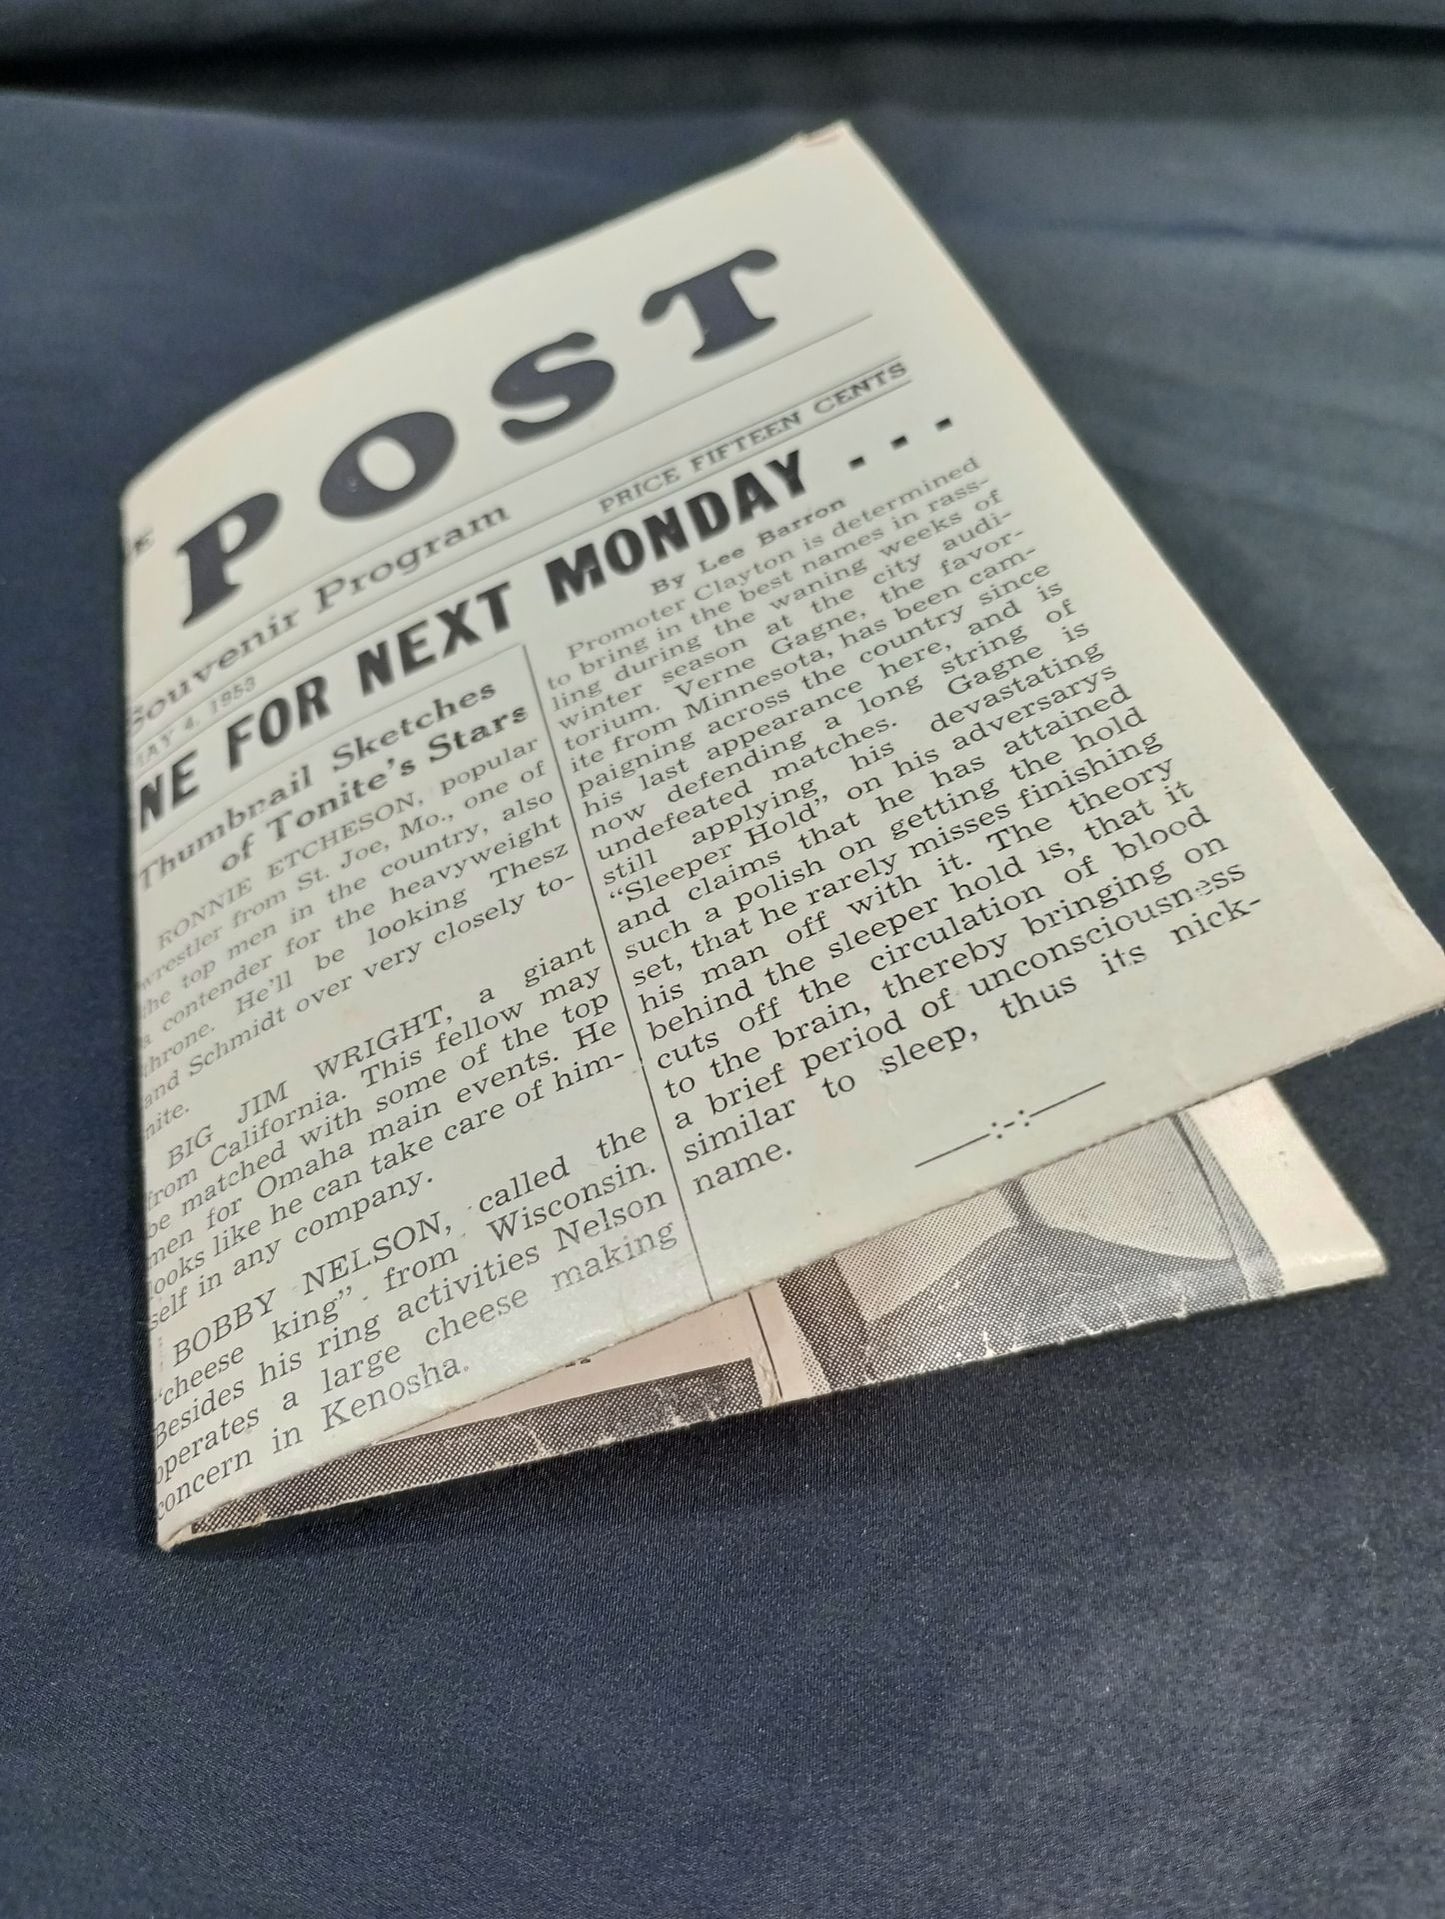 POST
Souvenir Program
MAY 4, 1953 PRICE FIFTEEN CENTS
NE FOR NEXT MONDAY - - -
Thumbnail Sketches
of Tonite's Stars
RONNIE ETCHESON, popular
wrestler from St. Joe, Mo., one of
the top men in the country, also
a contender for the heavyweight
throne. He'll be looking Thesz
and Schmidt over very closely to-
nite.
BIG JIM WRIGHT, a giant
from California. This fellow may
be matched with some of the top
men for Omaha main events. He
looks like he can take care of him-
self in any company.
BOBBY NELSON, called the
"cheese king" from Wisconsin.
Besides his ring activities Nelson
operates a large cheese making
concern in Kenosha.
By Lee Barron
Promoter Clayton is determined
to bring in the best names in rass-
ling during the waning weeks of
winter season at the city audi-
torium. Verne Gagne, the favor-
ite from Minnesota, has been cam-
paigning across the country since
his last appearance here, and is
now defending a long string of
undefeated matches. Gagne is
still applying his devastating
"Sleeper Hold", on his adversarys
and claims that he has attained
such a polish on getting the hold
set, that he rarely misses finishing
his man off with it. The theory
behind the sleeper hold is, that it
cuts off the circulation of blood
to the brain, thereby bringing on
a brief period of unconsciousness
similar to sleep, thus its nick-
name.